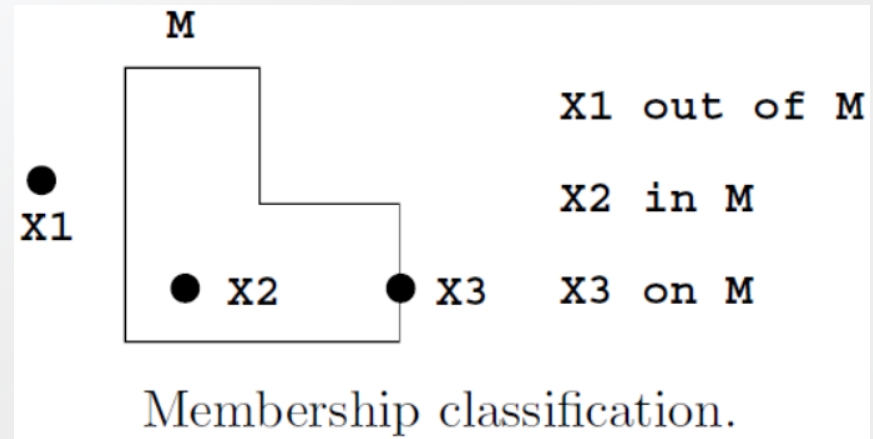 M
X1 out of M
X1
X2 in M
X2
X3
X3 on M
Membership classification.